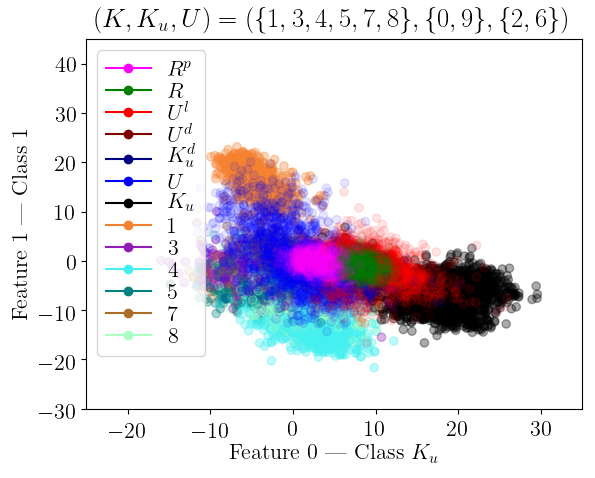 (K, K_u, U) = ({1, 3, 4, 5, 7, 8}, {0, 9}, {2, 6})
40
30
20
10
0
−10
−20
−30
Feature 1 — Class 1
R^p
R
U^l
U^d
K_u^d
U
K_u
1
3
4
5
7
8
−20 −10 0 10 20 30
Feature 0 — Class K_u